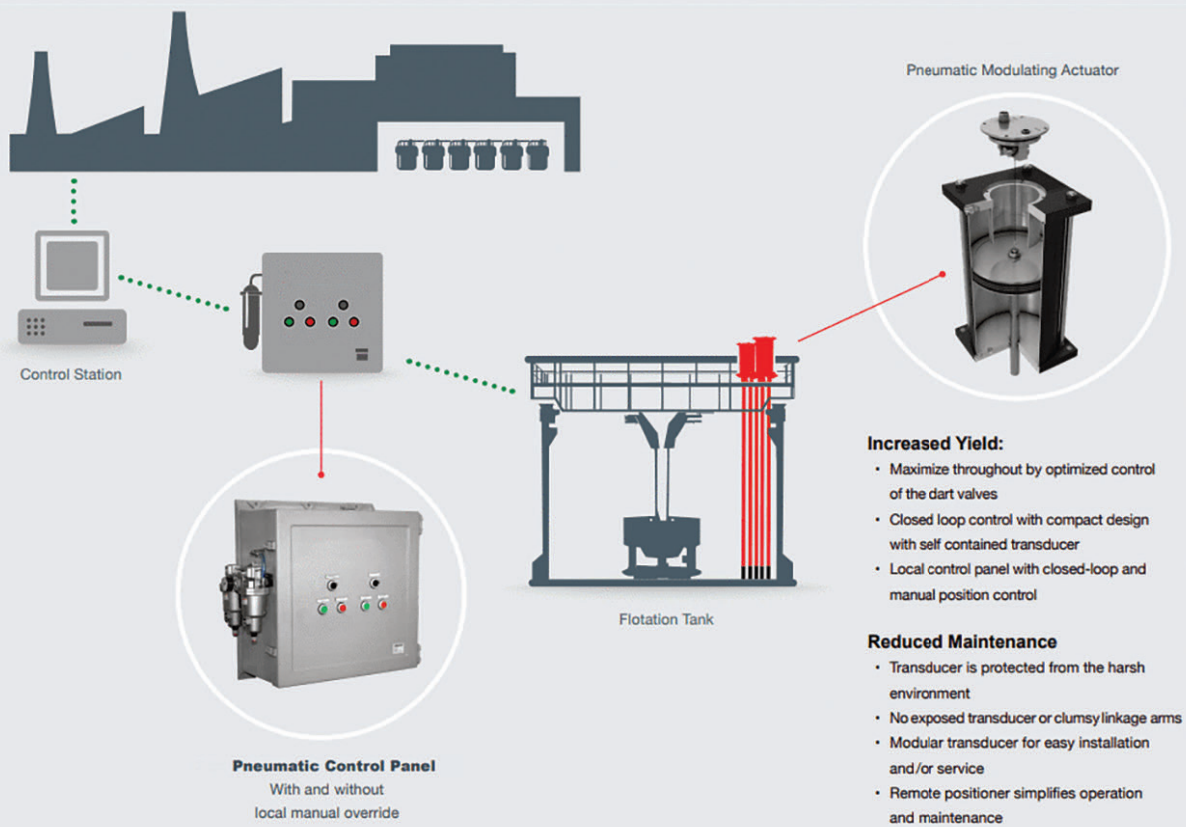 Pneumatic Modulating Actuator
Control Station
Flotation Tank
Pneumatic Control Panel
With and without
local manual override
Increased Yield:
• Maximize throughout by optimized control
of the dart valves
• Closed loop control with compact design
with self contained transducer
• Local control panel with closed-loop and
manual position control
Reduced Maintenance
• Transducer is protected from the harsh
environment
• No exposed transducer or clumsy linkage arms
• Modular transducer for easy installation
and/or service
• Remote positioner simplifies operation
and maintenance